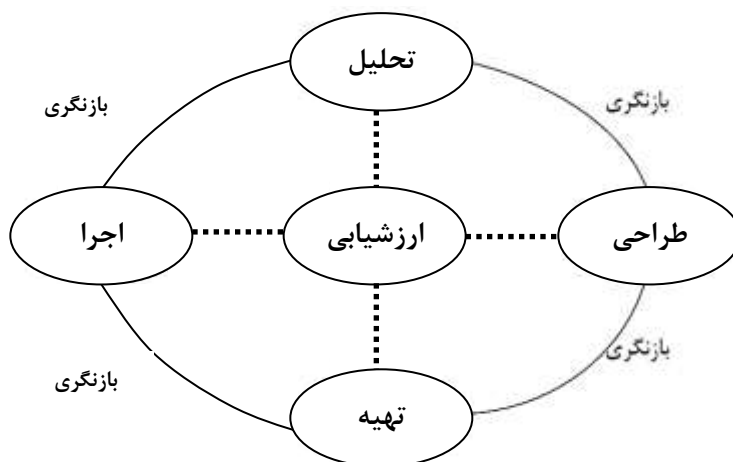 تحلیل
بازنگری
بازنگری
طراحی
ارزشیابی
اجرا
بازنگری
بازنگری
تهیه